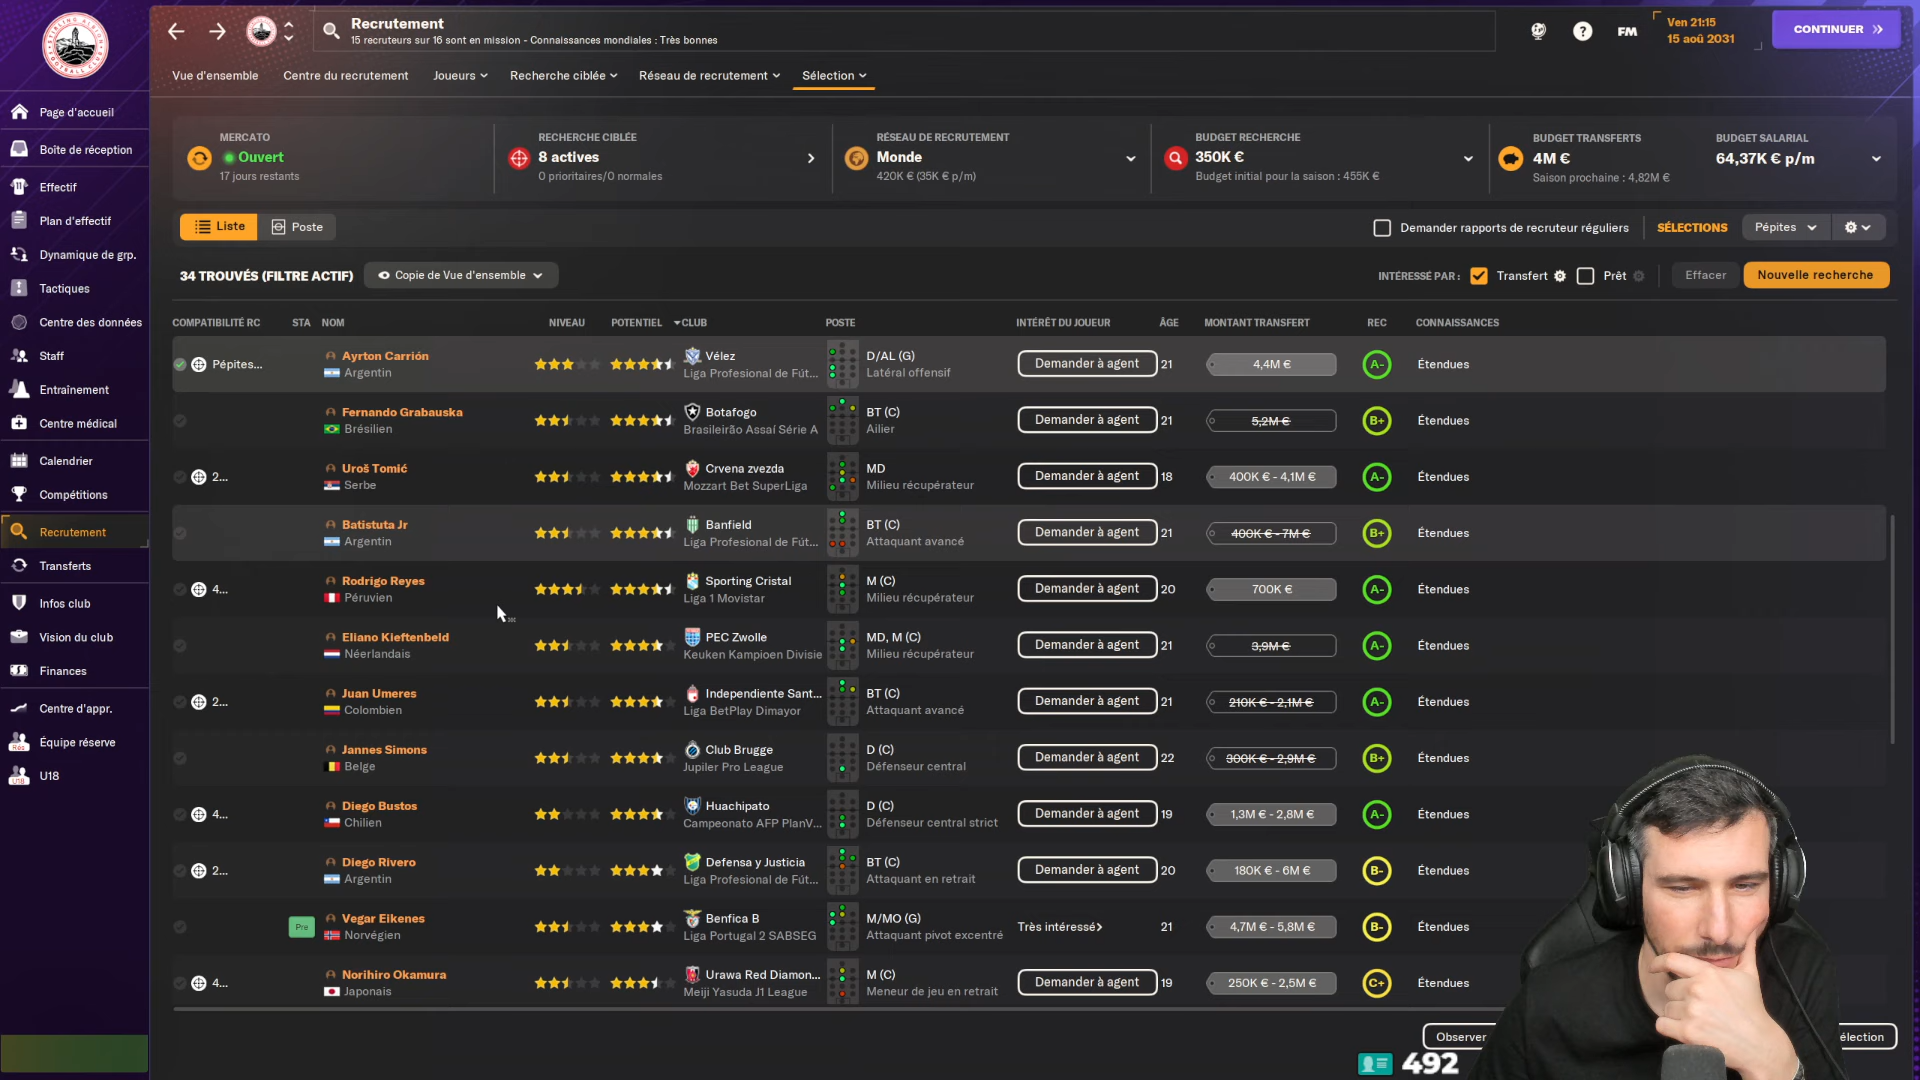 STIRLING ALBION
FOOTBALL CLUB
Recrutement
15 recruteurs sur 16 sont en mission - Connaissances mondiales : Très bonnes
FM
Ven 21:15
15 aoû 2031
CONTINUER
Vue d'ensemble
Centre du recrutement
Joueurs
Recherche ciblée
Réseau de recrutement
Sélection
Page d'accueil
Boîte de réception
Effectif
Plan d'effectif
Dynamique de grp.
Tactiques
Centre des données
Staff
Entraînement
Centre médical
Calendrier
Compétitions
Recrutement
Transferts
Infos club
Vision du club
Finances
Centre d'appr.
Équipe réserve
U18
MERCATO
Ouvert
17 jours restants
RECHERCHE CIBLÉE
8 actives
0 prioritaires/0 normales
RÉSEAU DE RECRUTEMENT
Monde
420K € (35K € p/m)
BUDGET RECHERCHE
350K €
Budget initial pour la saison : 455K €
BUDGET TRANSFERTS
4M €
Saison prochaine : 4,82M €
BUDGET SALARIAL
64,37K € p/m
Liste
Poste
Demander rapports de recruteur réguliers
SÉLECTIONS
Pépites
34 TROUVÉS (FILTRE ACTIF)
Copie de Vue d'ensemble
INTÉRESSÉ PAR :
Transfert
Prêt
Effacer
Nouvelle recherche
COMPATIBILITÉ RC STA NOM NIVEAU POTENTIEL CLUB POSTE INTÉRÊT DU JOUEUR ÂGE MONTANT TRANSFERT REC CONNAISSANCES
Pépites... Ayrton Carrión Vélez D/AL (G) Demander à agent 21 4,4M € A- Étendues
Argentin Liga Profesional de Fút... Latéral offensif
Fernando Grabauska Botafogo BT (C) Demander à agent 21 5,2M € B+ Étendues
Brésilien Brasileirão Assaí Série A Ailier
2... Uroš Tomić Crvena zvezda MD Demander à agent 18 400K € - 4,1M € A- Étendues
Serbe Mozzart Bet SuperLiga Milieu récupérateur
Batistuta Jr Banfield BT (C) Demander à agent 21 400K € - 7M € B+ Étendues
Argentin Liga Profesional de Fút... Attaquant avancé
4... Rodrigo Reyes Sporting Cristal M (C) Demander à agent 20 700K € A- Étendues
Péruvien Liga 1 Movistar Milieu récupérateur
Eliano Kieftenbeld PEC Zwolle MD, M (C) Demander à agent 21 3,9M € A- Étendues
Néerlandais Keuken Kampioen Divisie Milieu récupérateur
2... Juan Umeres Independiente Sant... BT (C) Demander à agent 21 210K € - 2,1M € A- Étendues
Colombien Liga BetPlay Dimayor Attaquant avancé
Jannes Simons Club Brugge D (C) Demander à agent 22 300K € - 2,9M € B+ Étendues
Belge Jupiler Pro League Défenseur central
4... Diego Bustos Huachipato D (C) Demander à agent 19 1,3M € - 2,8M € A- Étendues
Chilien Campeonato AFP PlanV... Défenseur central strict
2... Diego Rivero Defensa y Justicia BT (C) Demander à agent 20 180K € - 6M € B- Étendues
Argentin Liga Profesional de Fút... Attaquant en retrait
Pre Vegar Eikenes Benfica B M/MO (G) Très intéressé 21 4,7M € - 5,8M € B- Étendues
Norvégien Liga Portugal 2 SABSEG Attaquant pivot excentré
4... Norihiro Okamura Urawa Red Diamon... M (C) Demander à agent 19 250K € - 2,5M € C+ Étendues
Japonais Meiji Yasuda J1 League Meneur de jeu en retrait
Observer
élection
492